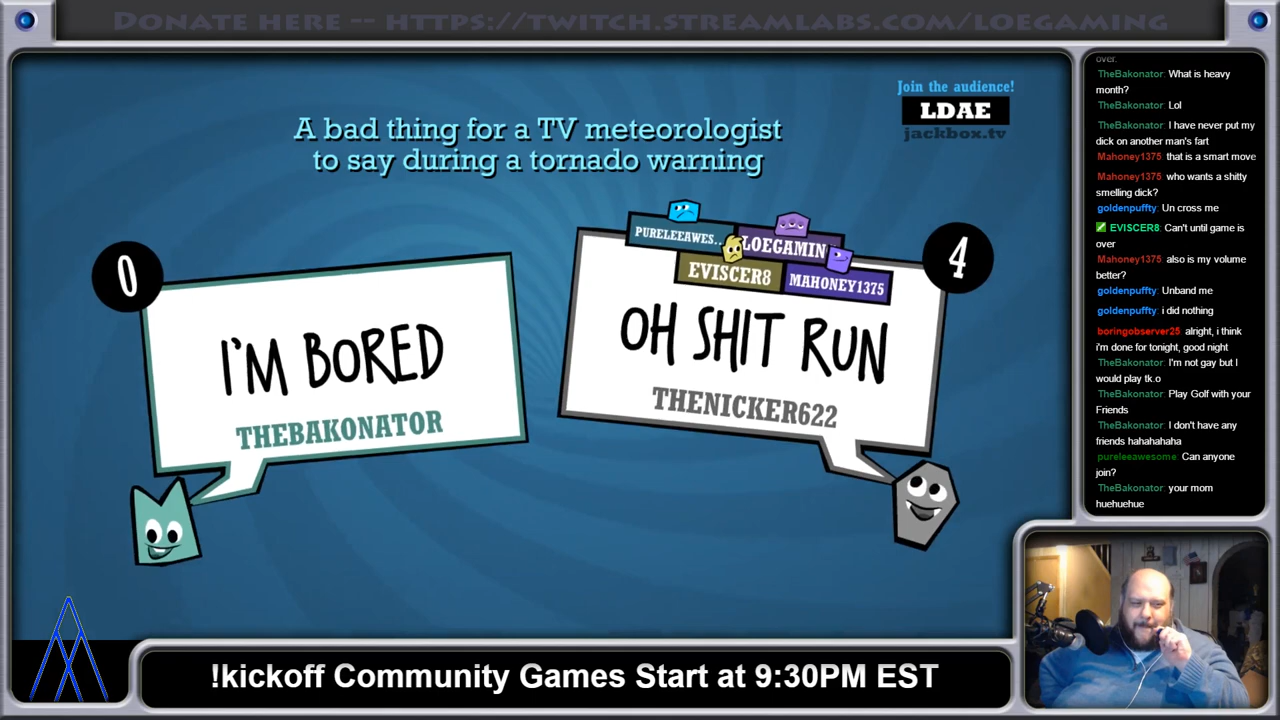 DONATE HERE -- HTTPS://TWITCH.STREAMLABS.COM/LOEGAMING
Join the audience!
LDAE
jackbox.tv
A bad thing for a TV meteorologist
to say during a tornado warning
0
I'M BORED
THEBAKONATOR
PURELEEAWES..
LOEGAMIN
EVISCER8
MAHONEY1375
4
OH SHIT RUN
THENICKER622
over.
TheBakonator: What is heavy
month?
TheBakonator: Lol
TheBakonator: I have never put my
dick on another man's fart
Mahoney1375 that is a smart move
Mahoney1375: who wants a shitty
smelling dick?
goldenpuffty: Un cross me
EVISCER8: Can't until game is
over
Mahoney1375 also is my volume
better?
goldenpuffty: Unband me
goldenpuffty: i did nothing
boringobserver25 alright, i think
i'm done for tonight, good night
TheBakonator: I'm not gay but I
would play tk.o
TheBakonator: Play Golf with your
Friends
TheBakonator: I don't have any
friends hahahahaha
pureleeawesome: Can anyone
join?
TheBakonator: your mom
huehuehue
!kickoff Community Games Start at 9:30PM EST